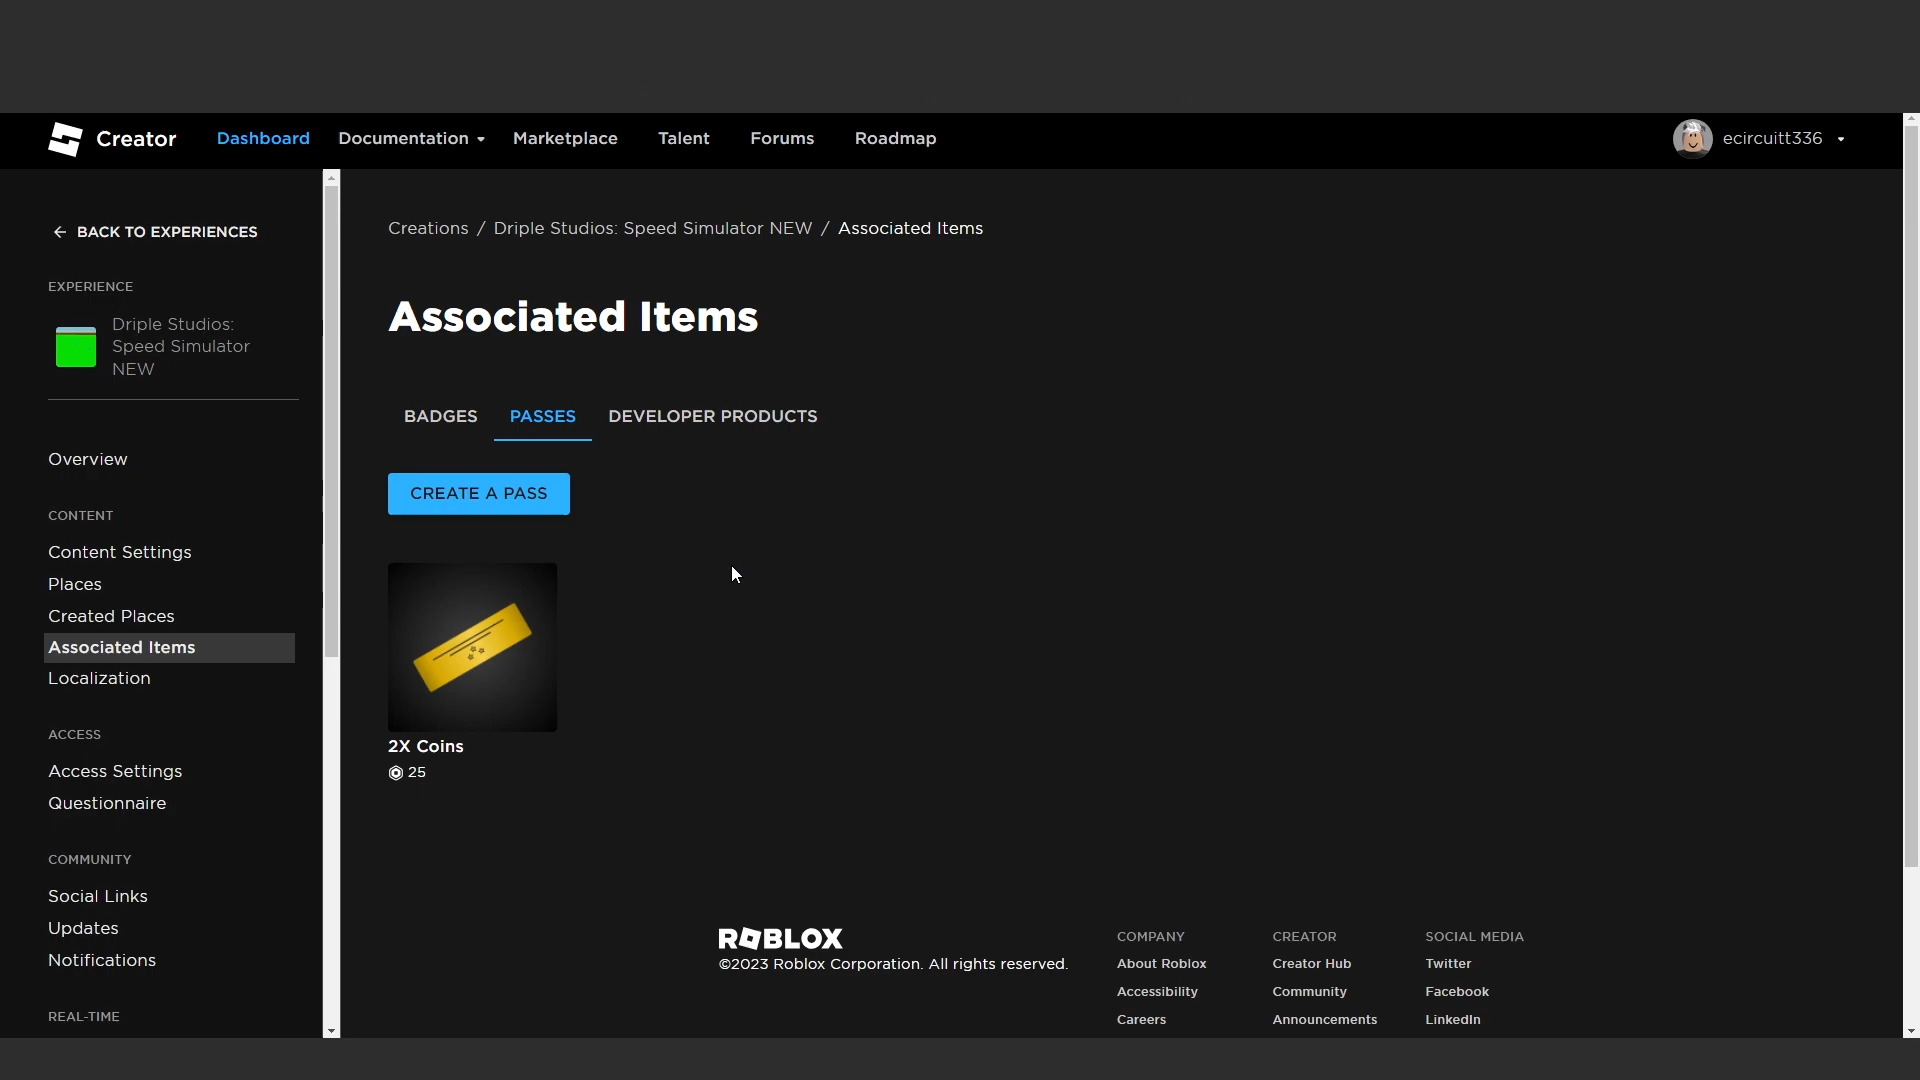 Creator
Dashboard
Documentation
Marketplace
Talent
Forums
Roadmap
ecircuitt336
BACK TO EXPERIENCES
EXPERIENCE
Driple Studios:
Speed Simulator
NEW
Overview
CONTENT
Content Settings
Places
Created Places
Associated Items
Localization
ACCESS
Access Settings
Questionnaire
COMMUNITY
Social Links
Updates
Notifications
REAL-TIME
Creations / Driple Studios: Speed Simulator NEW / Associated Items
Associated Items
BADGES
PASSES
DEVELOPER PRODUCTS
CREATE A PASS
2X Coins
25
ROBLOX
©2023 Roblox Corporation. All rights reserved.
COMPANY
About Roblox
Accessibility
Careers
CREATOR
Creator Hub
Community
Announcements
SOCIAL MEDIA
Twitter
Facebook
LinkedIn